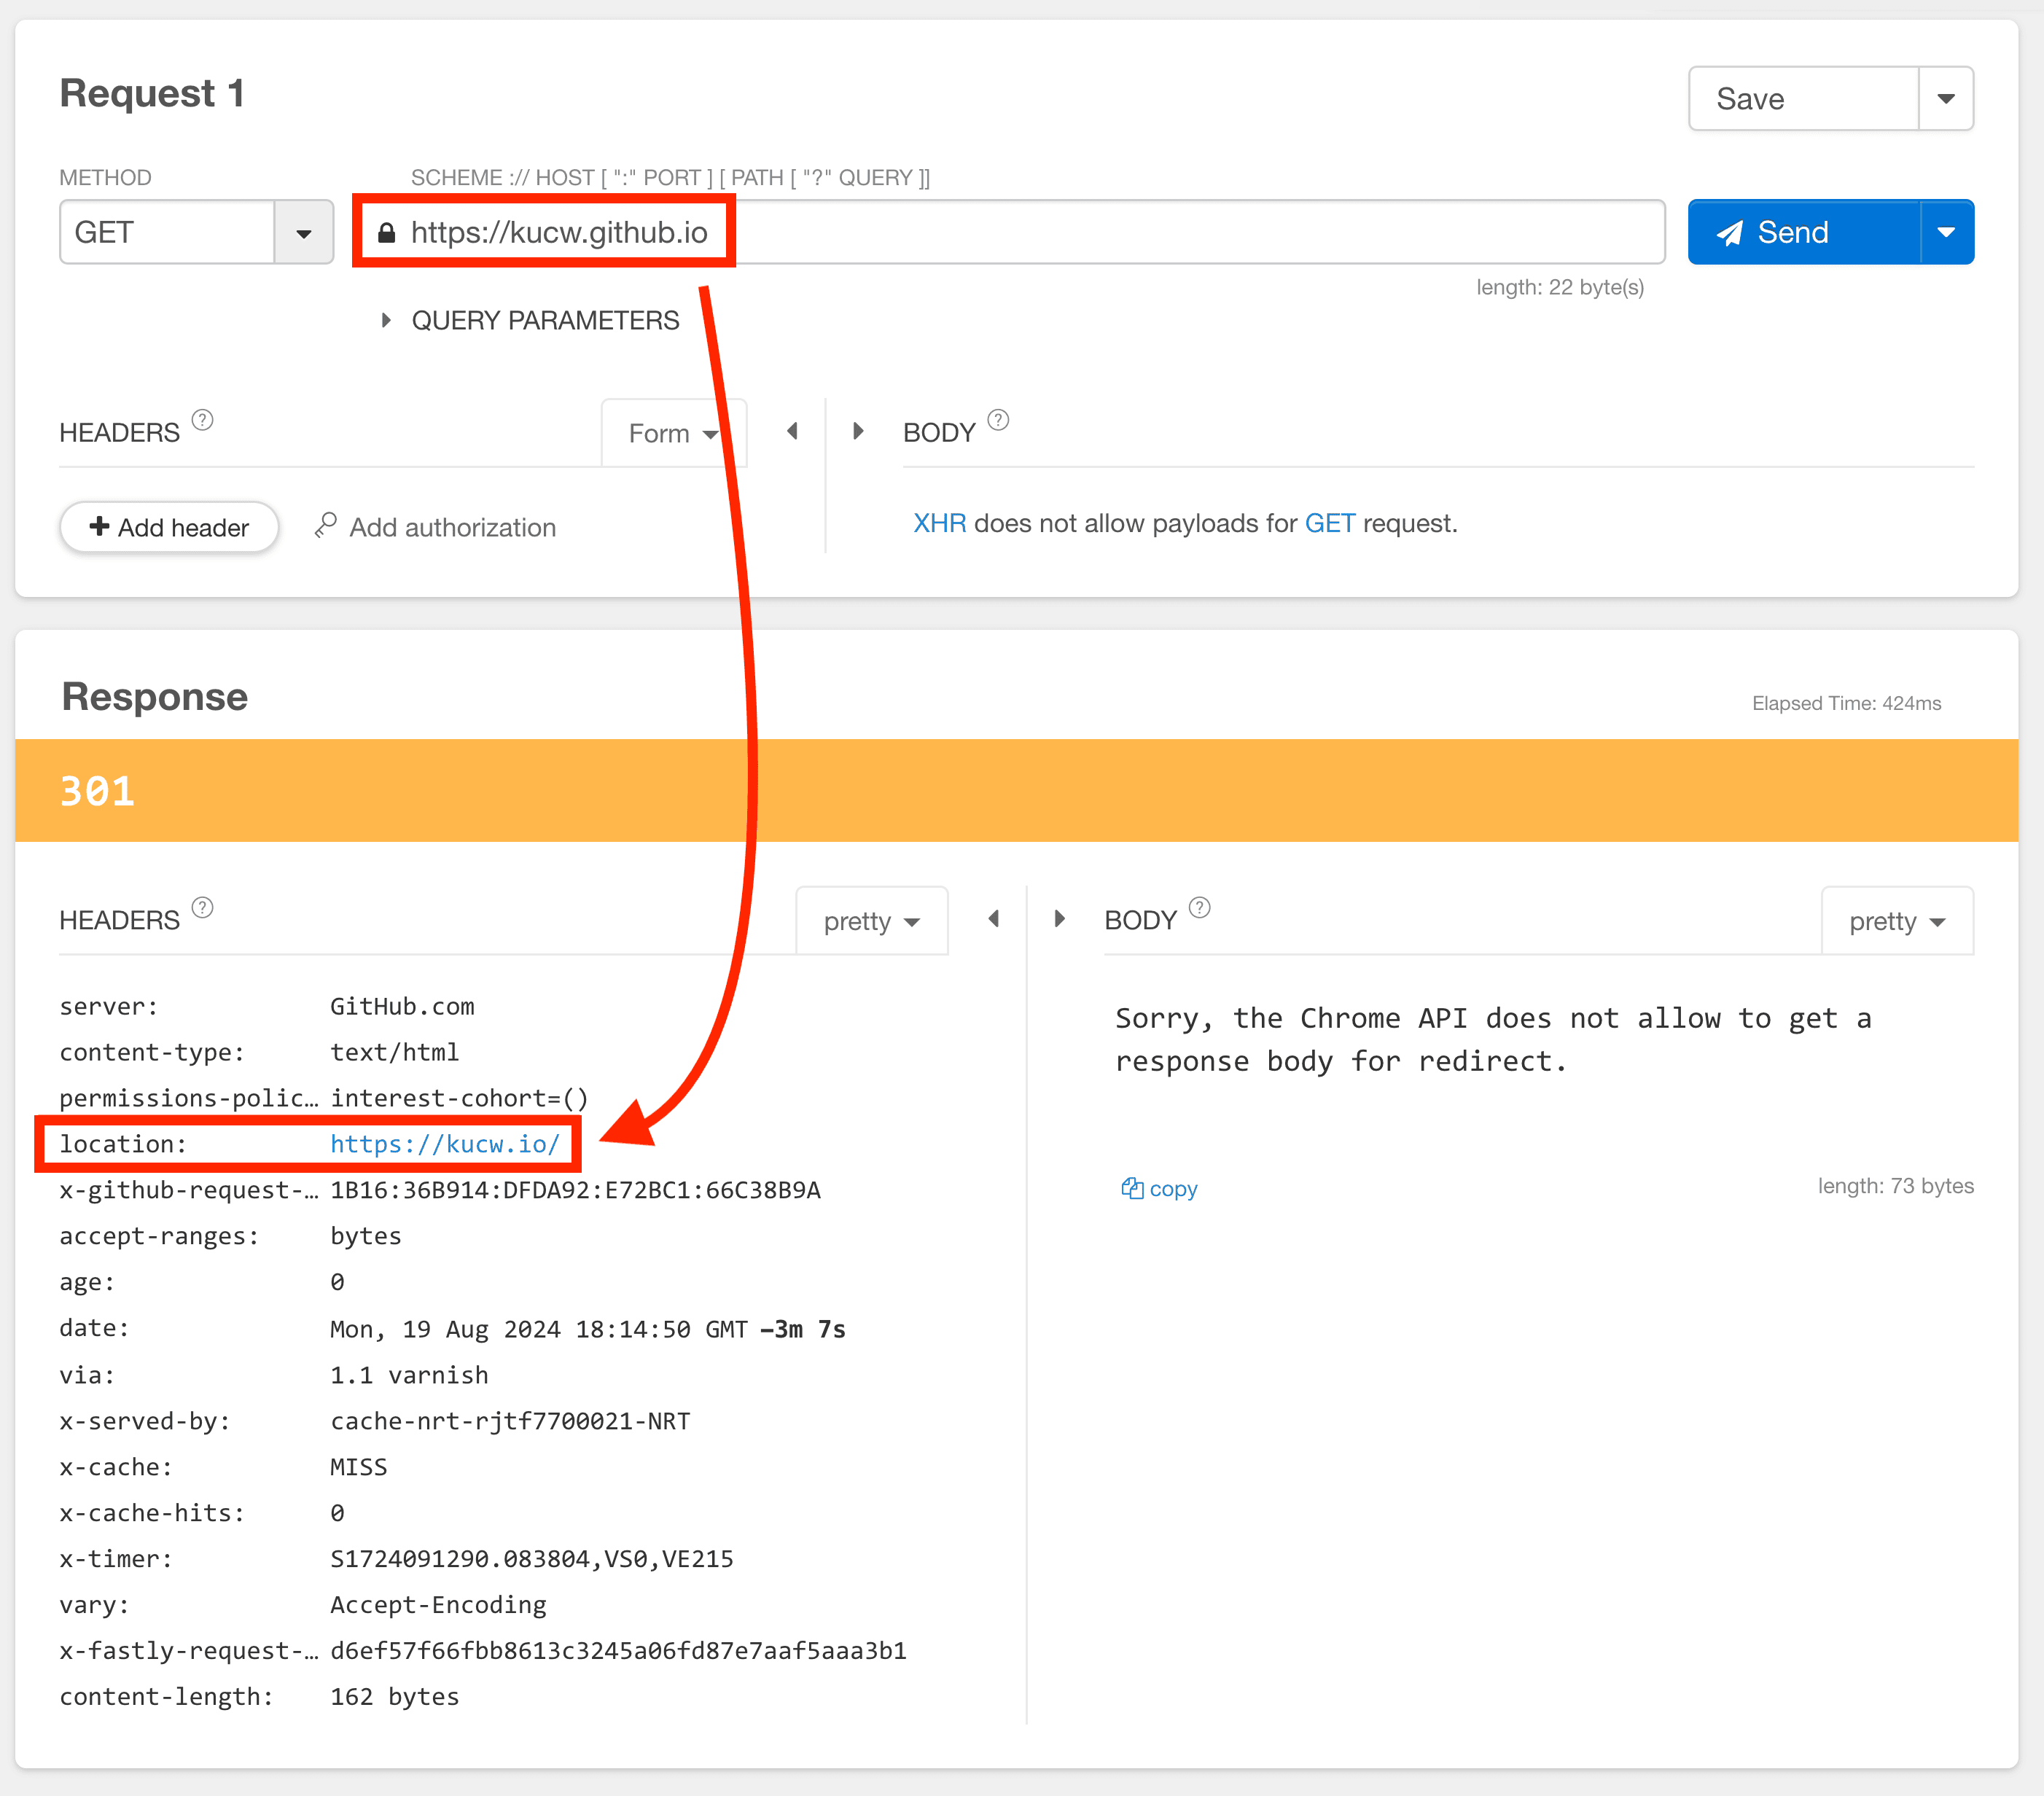 Request 1
Save
METHOD
SCHEME :// HOST [ ":" PORT ] [ PATH [ "?" QUERY ]]
GET
https://kucw.github.io
Send
length: 22 byte(s)
QUERY PARAMETERS
HEADERS ?
Form
BODY ?
Add header
Add authorization
XHR does not allow payloads for GET request.
Response
Elapsed Time: 424ms
301
HEADERS ?
pretty
server: GitHub.com
content-type: text/html
permissions-polic… interest-cohort=()
location: https://kucw.io/
x-github-request-… 1B16:36B914:DFDA92:E72BC1:66C38B9A
accept-ranges: bytes
age: 0
date: Mon, 19 Aug 2024 18:14:50 GMT –3m 7s
via: 1.1 varnish
x-served-by: cache-nrt-rjtf7700021-NRT
x-cache: MISS
x-cache-hits: 0
x-timer: S1724091290.083804,VS0,VE215
vary: Accept-Encoding
x-fastly-request-… d6ef57f66fbb8613c3245a06fd87e7aaf5aaa3b1
content-length: 162 bytes
BODY ?
pretty
Sorry, the Chrome API does not allow to get a
response body for redirect.
copy
length: 73 bytes